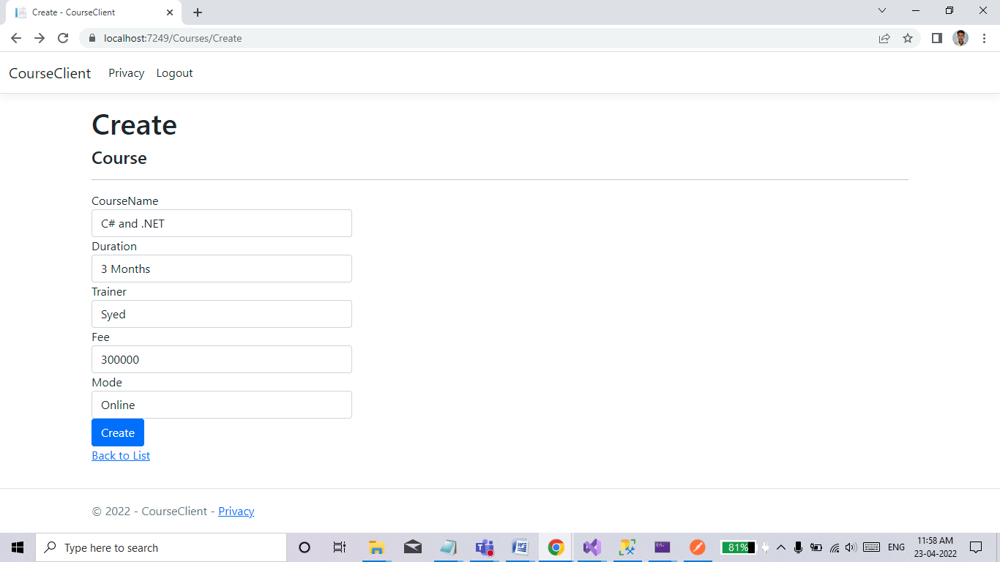 Create - CourseClient
localhost:7249/Courses/Create
CourseClient Privacy Logout
Create
Course
CourseName
C# and .NET
Duration
3 Months
Trainer
Syed
Fee
300000
Mode
Online
Create
Back to List
© 2022 - CourseClient - Privacy
Type here to search
81%
ENG
11:58 AM
23-04-2022